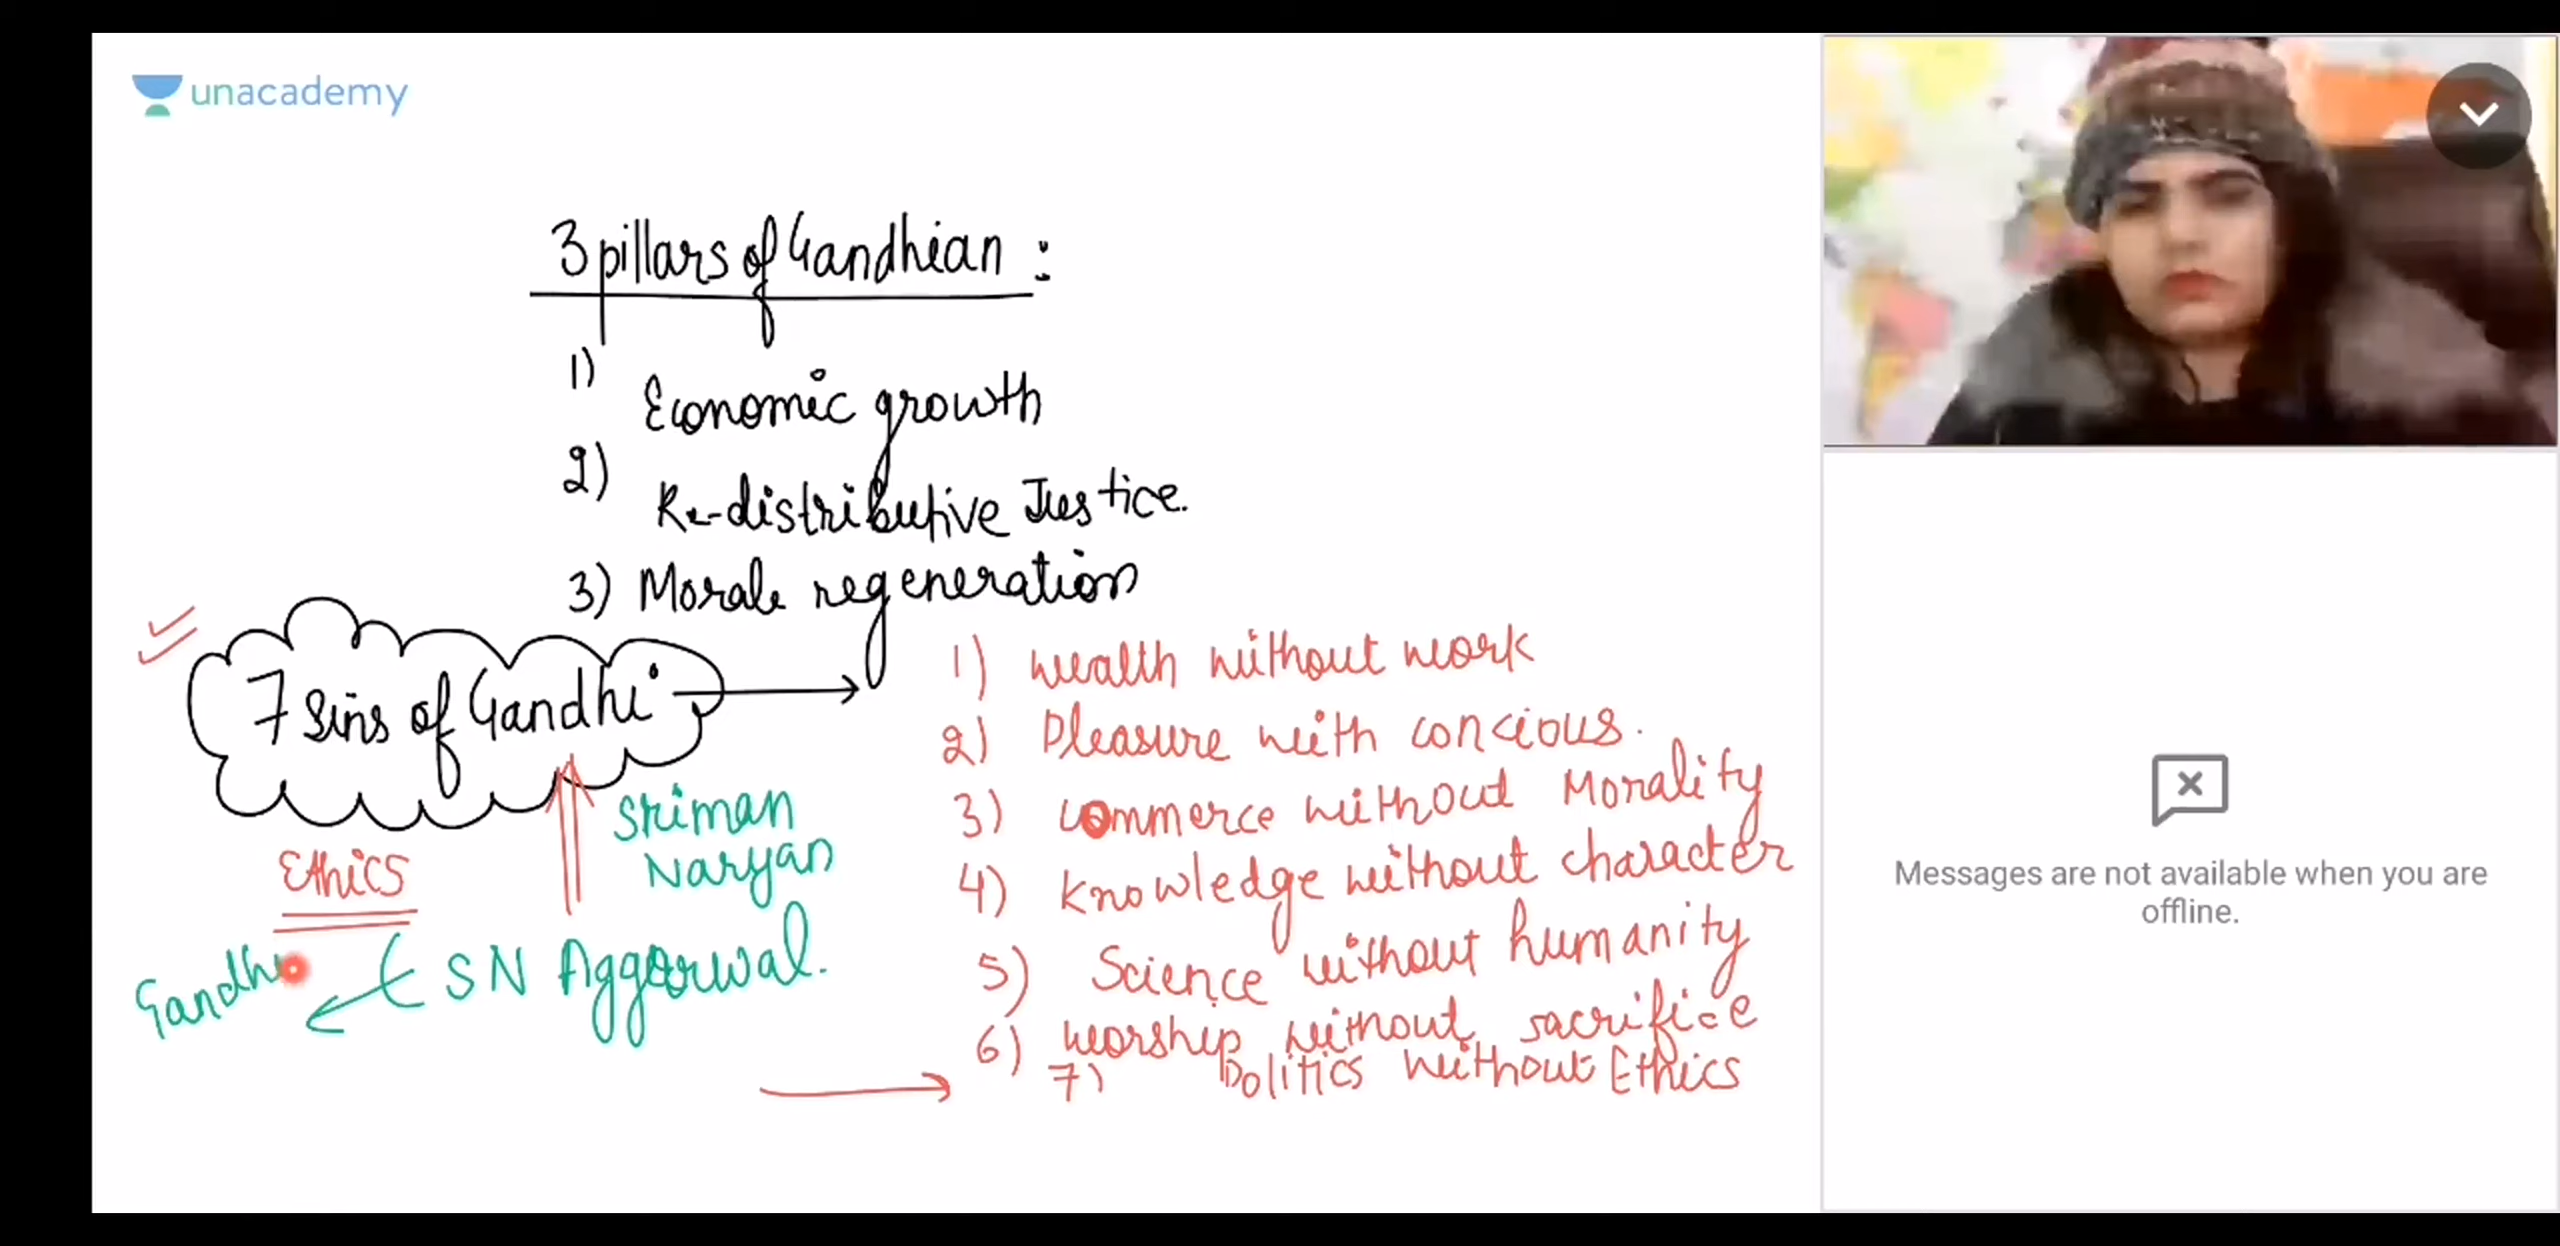 unacademy
3 pillars of Gandhian :
1) Economic growth
2) Re-distributive Justice.
3) Morale regeneration
7 Sins of Gandhi
1) wealth without work
2) Pleasure with concious.
3) commerce without Morality
4) knowledge without character
5) Science without humanity
6) worship without sacrifice
7) Politics without Ethics
Ethics
Sriman
Naryan
Gandhi
SN Aggarwal.
Messages are not available when you are
offline.